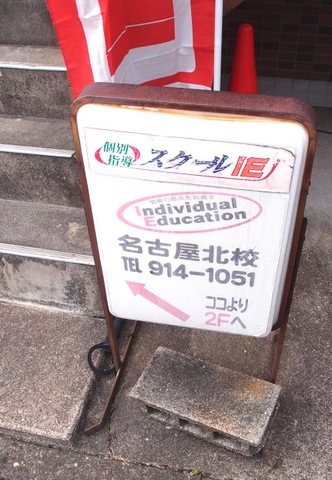 個別
指導
スクールIE
Individual
Education
名古屋北校
TEL 914-1051
ココより
2Fへ